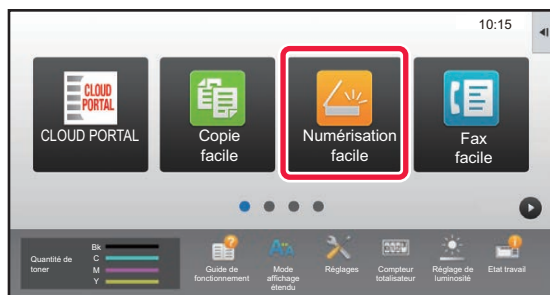 10:15
CLOUD
PORTAL
CLOUD PORTAL
Copie
facile
Numérisation
facile
Fax
facile
Quantité de
toner
Bk
C
M
Y
Guide de
fonctionnement
Mode
affichage
étendu
Réglages
Compteur
totalisateur
Réglage de
luminosité
Etat travail